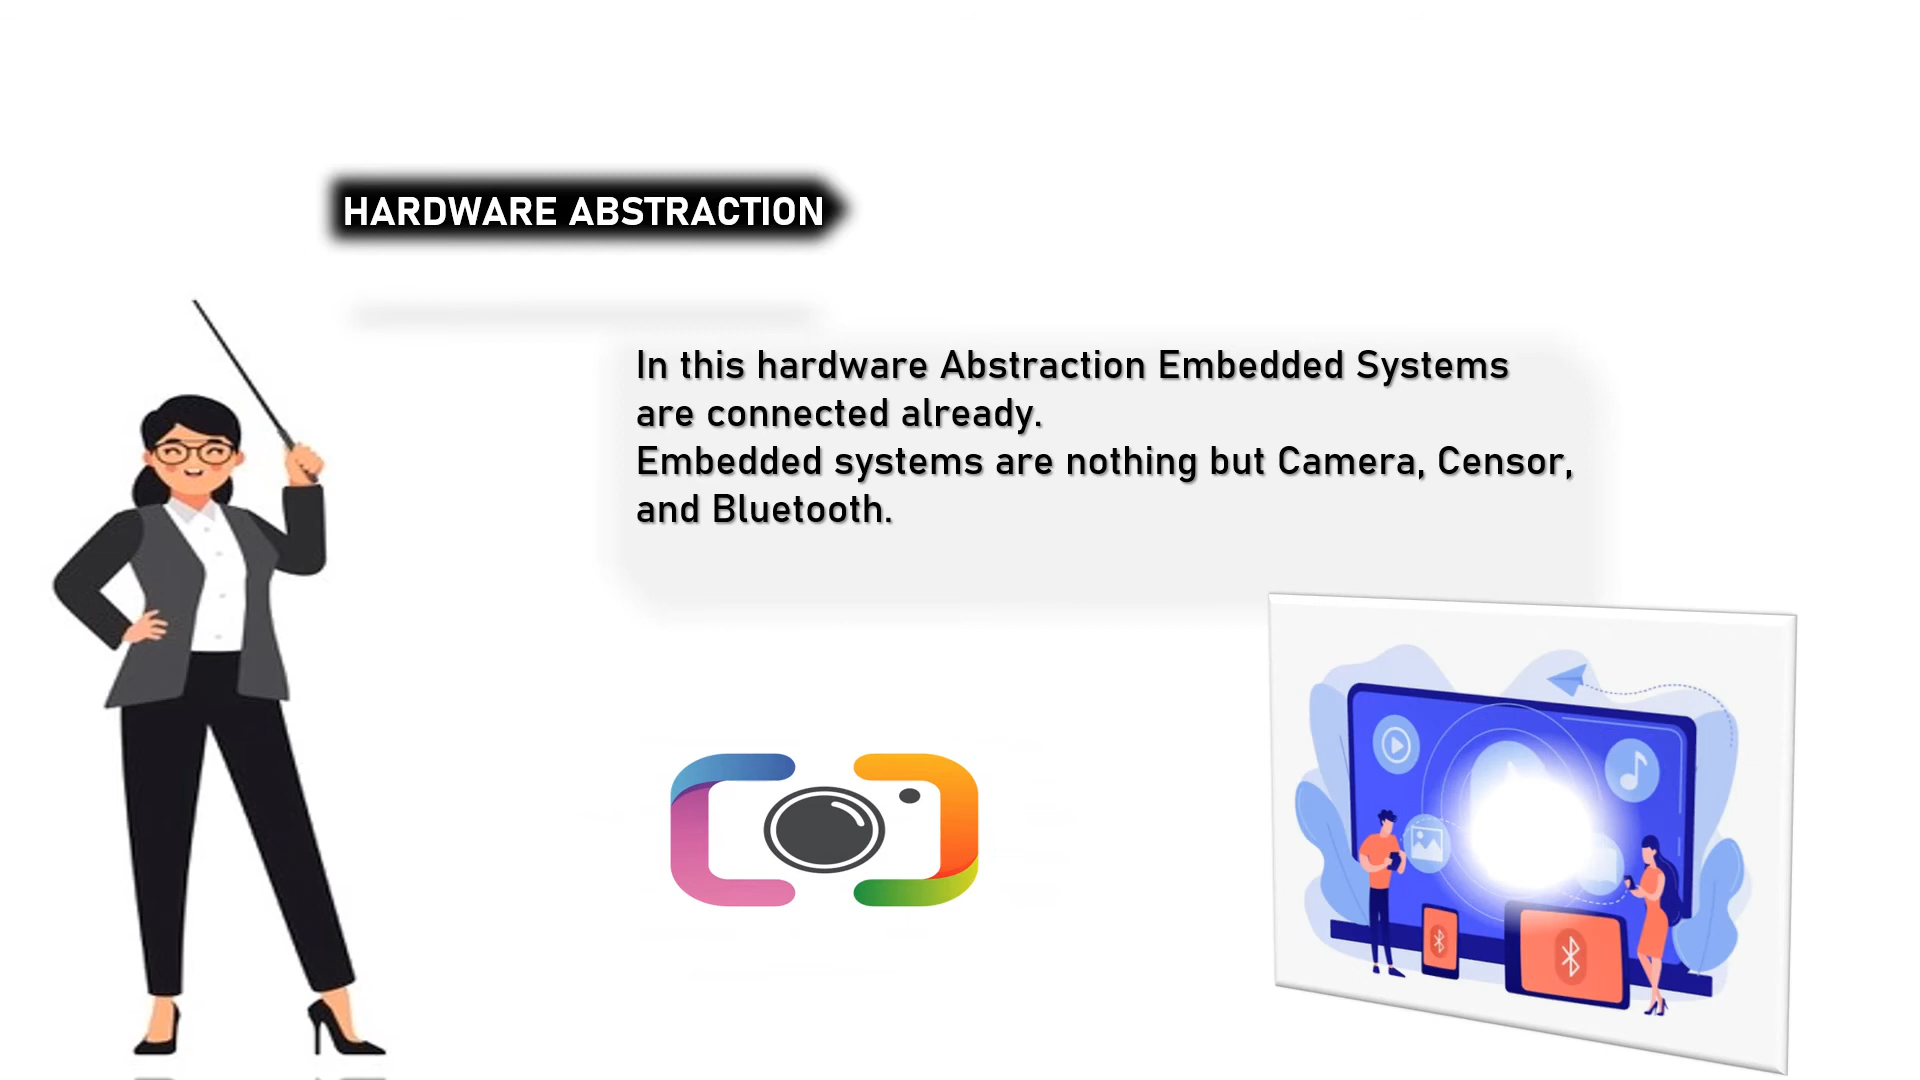 HARDWARE ABSTRACTION
In this hardware Abstraction Embedded Systems
are connected already.
Embedded systems are nothing but Camera, Censor,
and Bluetooth.